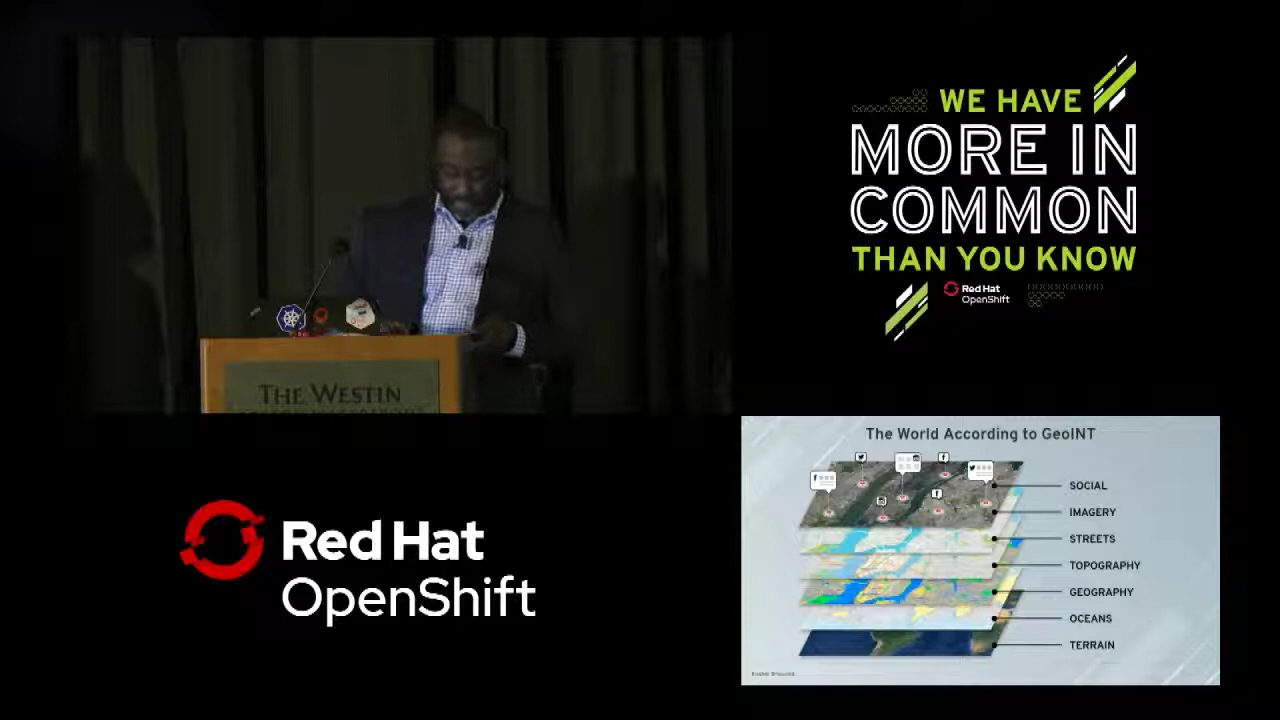 WE HAVE
MORE IN
COMMON
THAN YOU KNOW
Red Hat
OpenShift
THE WESTIN
Red Hat
OpenShift
The World According to GeoINT
SOCIAL
IMAGERY
STREETS
TOPOGRAPHY
GEOGRAPHY
OCEANS
TERRAIN